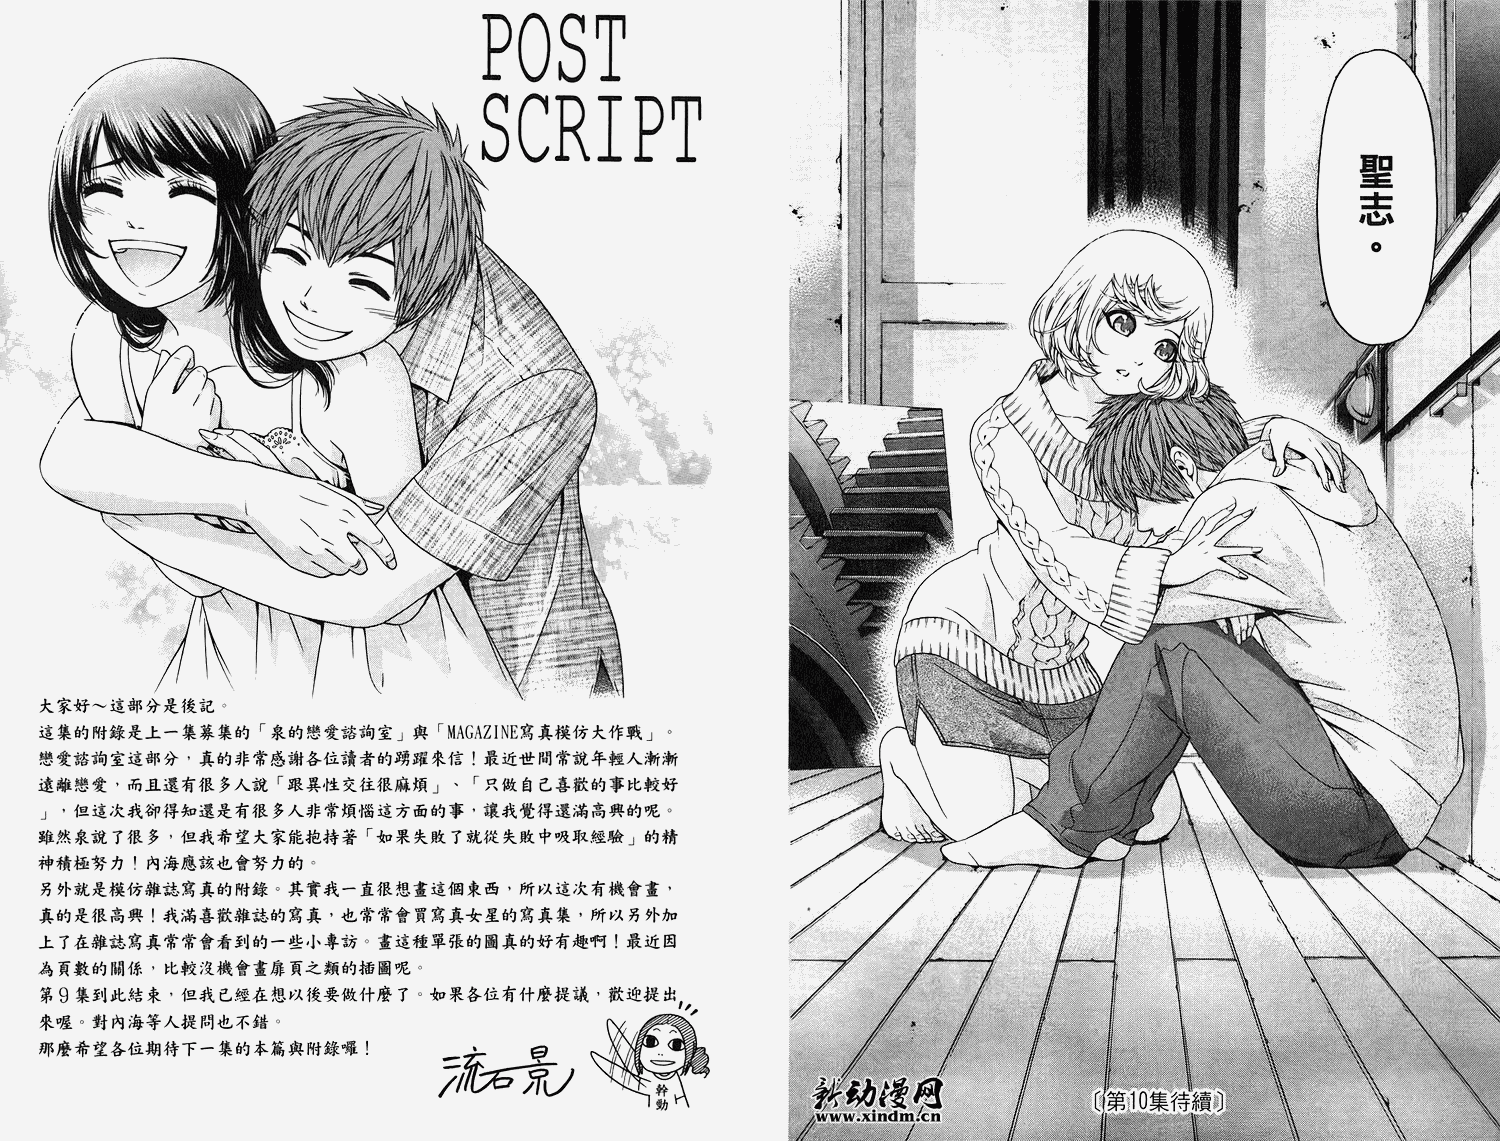 聖志。
〔第10集待續〕
新动漫网
www.xindm.cn
POST
SCRIPT
大家好～這部分是後記。
這集的附錄是上一集募集的「泉的戀愛諮詢室」與「MAGAZINE寫真模仿大作戰」。
戀愛諮詢室這部分，真的非常感謝各位讀者的踴躍來信！最近世間常說年輕人漸漸
遠離戀愛，而且還有很多人說「跟異性交往很麻煩」、「只做自己喜歡的事比較好
」，但這次我卻得知還是有很多人非常煩惱這方面的事，讓我覺得還滿高興的呢。
雖然泉說了很多，但我希望大家能抱持著「如果失敗了就從失敗中吸取經驗」的精
神積極努力！內海應該也會努力的。
另外就是模仿雜誌寫真的附錄。其實我一直很想畫這個東西，所以這次有機會畫，
真的是很高興！我滿喜歡雜誌的寫真，也常常會買寫真女星的寫真集，所以另外加
上了在雜誌寫真常常會看到的一些小專訪。畫這種單張的圖真的好有趣啊！最近因
為頁數的關係，比較沒機會畫扉頁之類的插圖呢。
第９集到此結束，但我已經在想以後要做什麼了。如果各位有什麼提議，歡迎提出
來喔。對內海等人提問也不錯。
那麼希望各位期待下一集的本篇與附錄囉！
流石景
幹勁